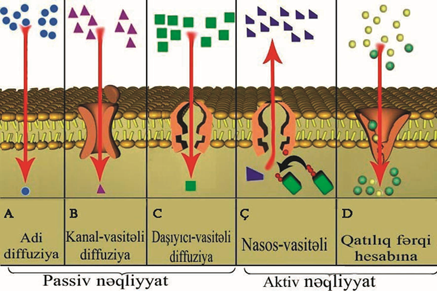 A
Adi
diffuziya
B
Kanal-vasitəli
diffuziya
C
Daşıyıcı-vasitəli
diffuziya
Ç
Nasos-vasitəli
D
Qatılıq fərqi
hesabına
Passiv nəqliyyat
Aktiv nəqliyyat